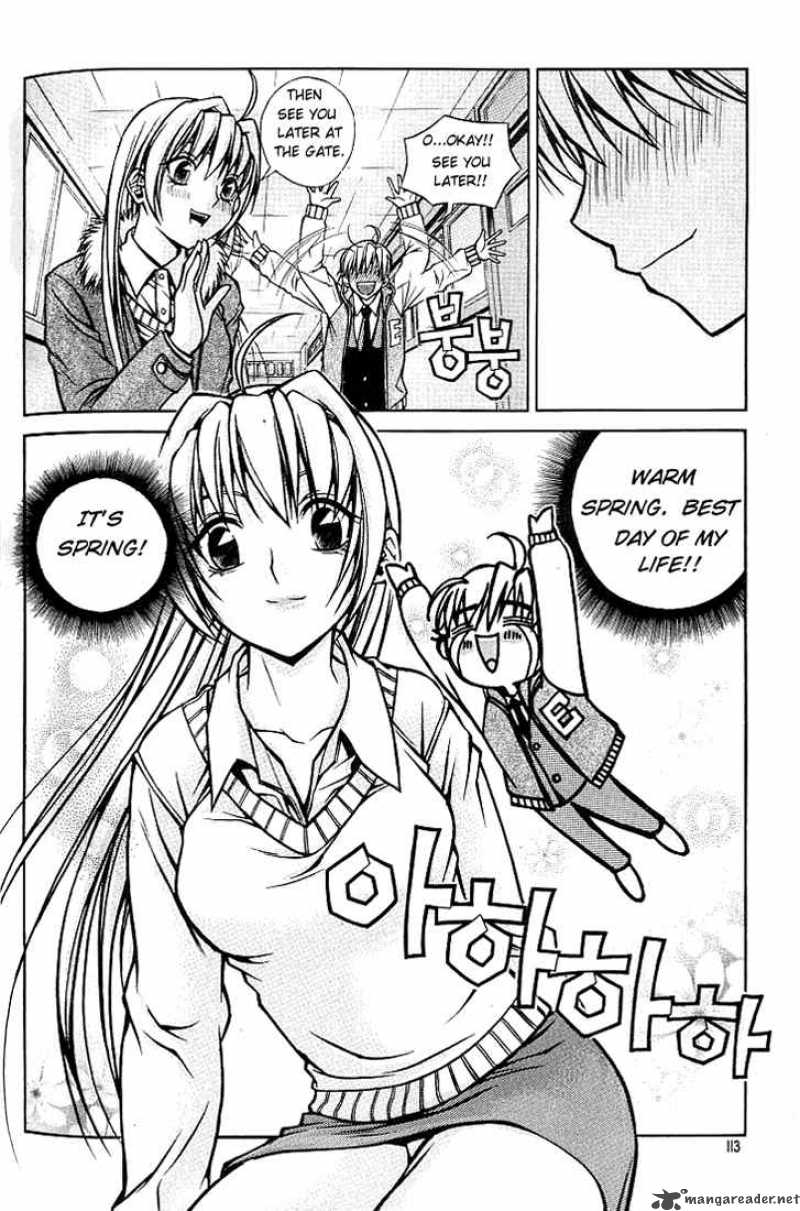 THEN
SEE YOU
LATER AT
THE GATE.
O...OKAY!!
SEE YOU
LATER!!
붕붕
IT'S
SPRING!
WARM
SPRING. BEST
DAY OF MY
LIFE!!
아하하하
113
mangareader.net